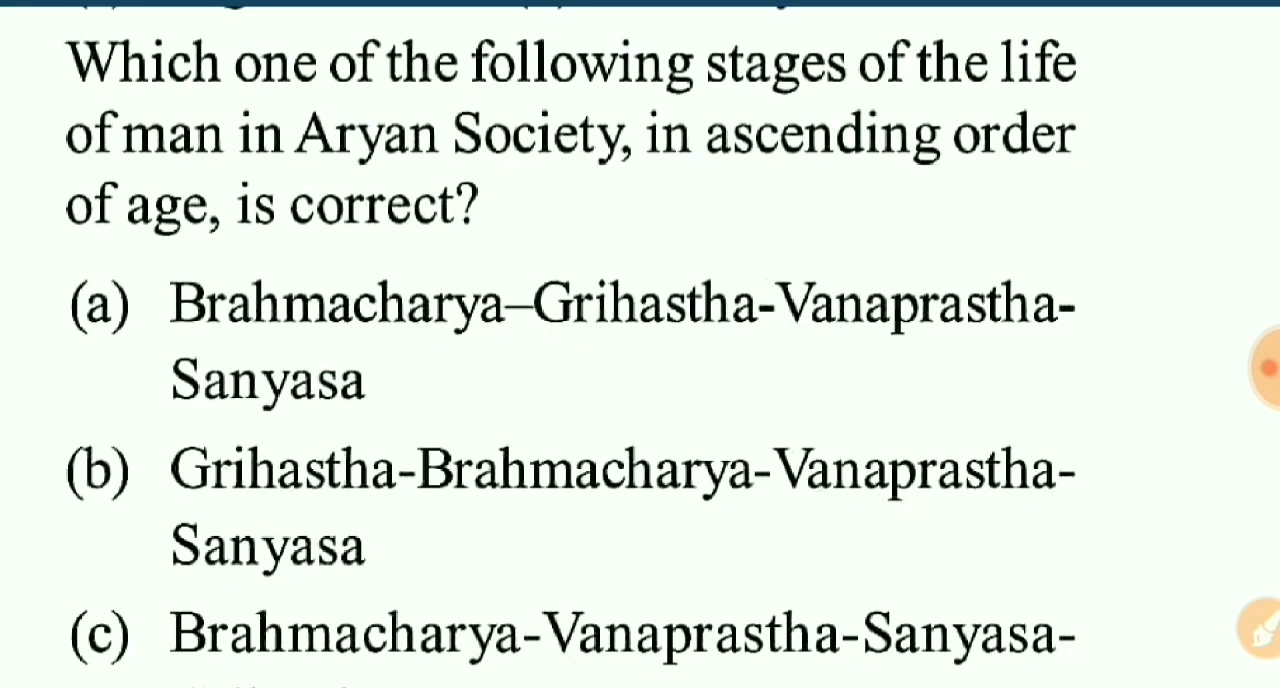 Which one of the following stages of the life
of man in Aryan Society, in ascending order
of age, is correct?
(a) Brahmacharya–Grihastha-Vanaprastha-
Sanyasa
(b) Grihastha-Brahmacharya-Vanaprastha-
Sanyasa
(c) Brahmacharya-Vanaprastha-Sanyasa-